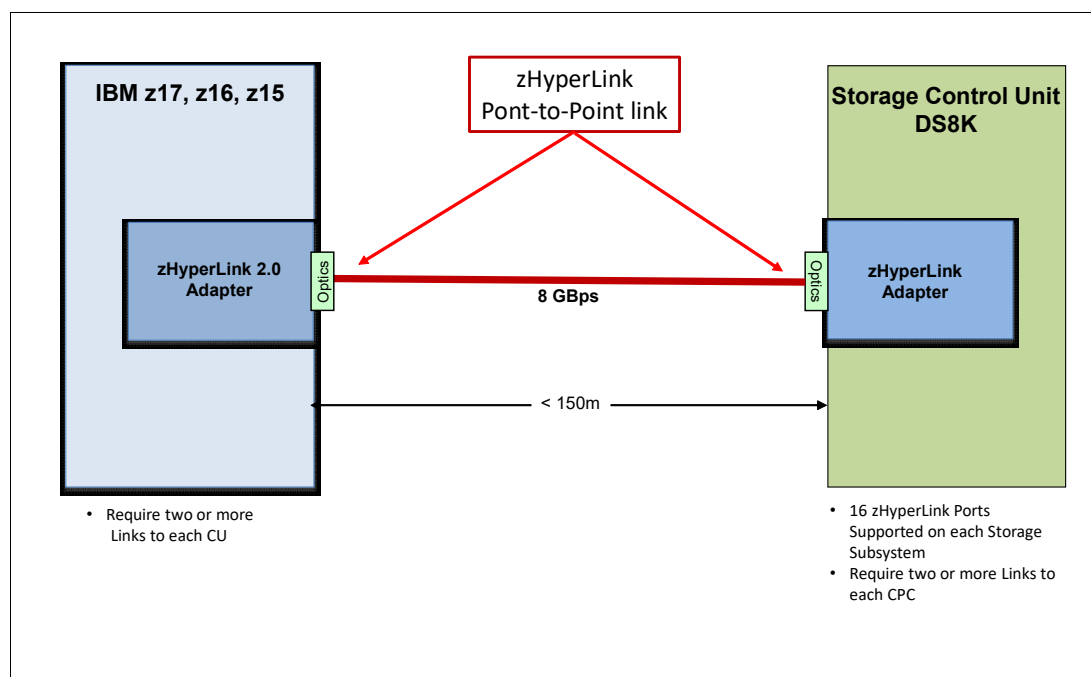 zHyperLink
Pont-to-Point link
IBM z17, z16, z15
Storage Control Unit
DS8K
zHyperLink 2.0
Adapter
Optics
8 GBps
Optics
zHyperLink
Adapter
< 150m
• Require two or more
Links to each CU
• 16 zHyperLink Ports
Supported on each Storage
Subsystem
• Require two or more Links to
each CPC